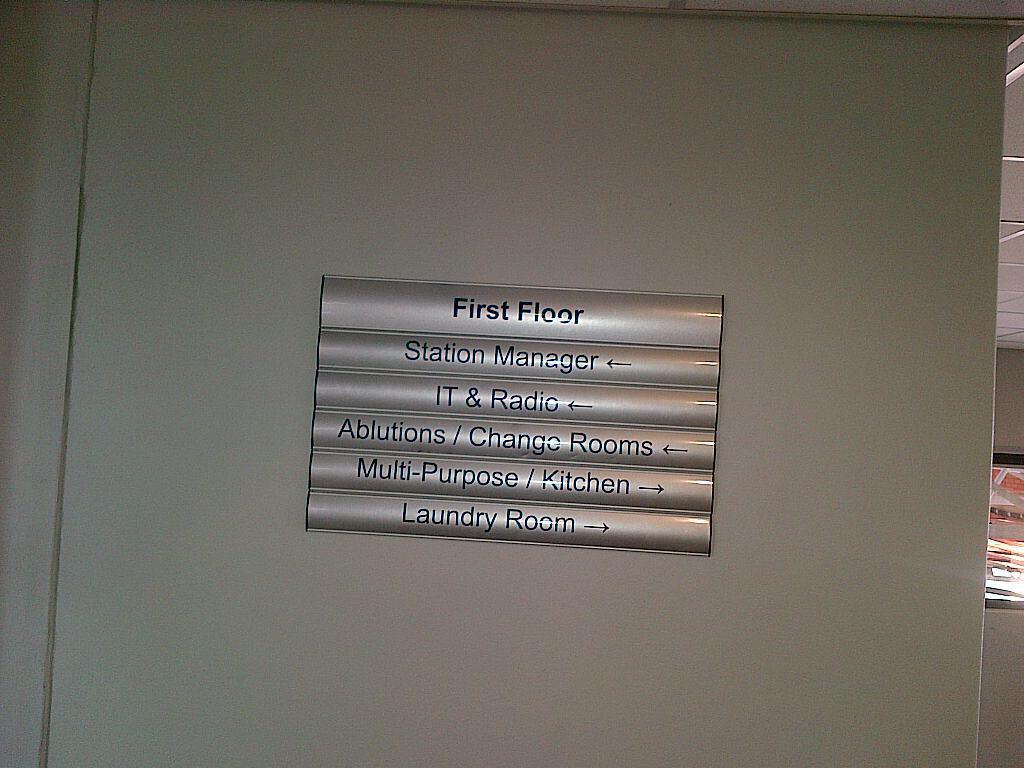 First Floor
Station Manager ←
IT & Radio ←
Ablutions / Change Rooms ←
Multi-Purpose / Kitchen →
Laundry Room →